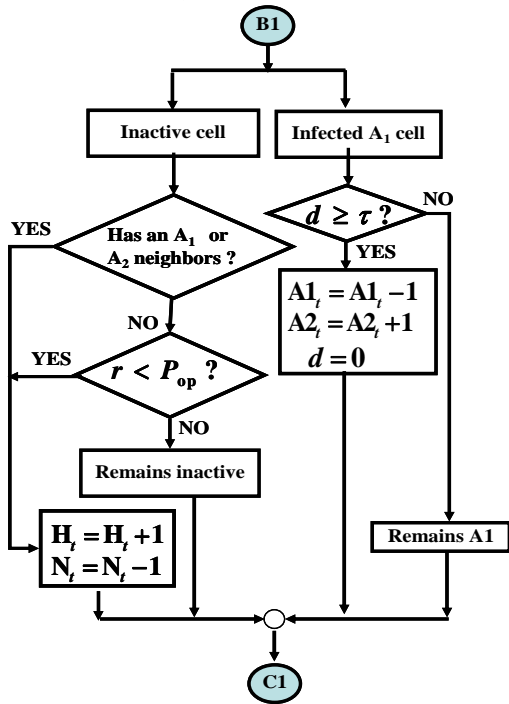 B1
Inactive cell
Infected A₁ cell
Has an A₁ or
A₂ neighbors ?
YES
NO
d ≥ τ ?
NO
YES
A1ₜ = A1ₜ − 1
A2ₜ = A2ₜ + 1
d = 0
r < Pₒₚ ?
YES
NO
Remains inactive
Remains A1
Hₜ = Hₜ + 1
Nₜ = Nₜ − 1
C1